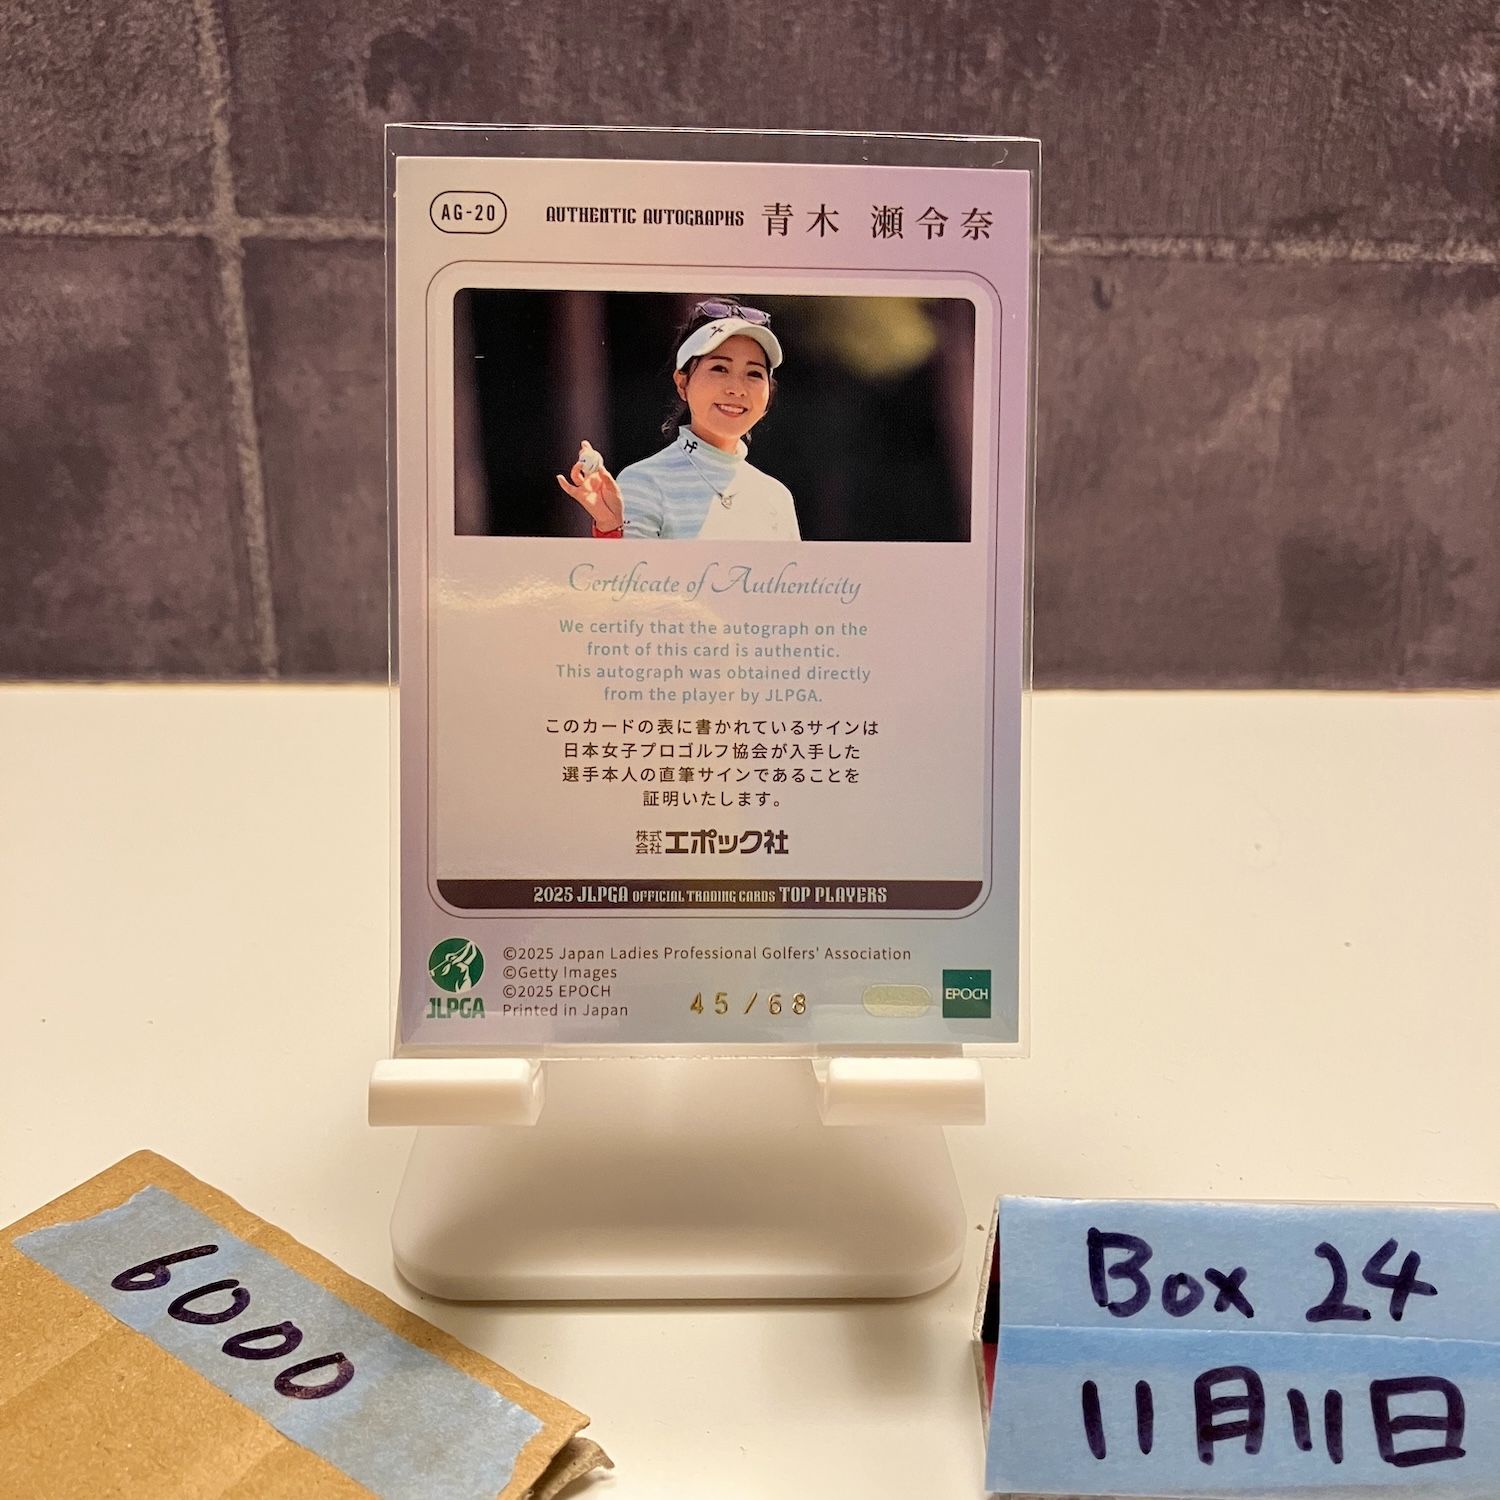 AG-20 AUTHENTIC AUTOGRAPHS 青木 瀬令奈
Certificate of Authenticity
We certify that the autograph on the
front of this card is authentic.
This autograph was obtained directly
from the player by JLPGA.
このカードの表に書かれているサインは
日本女子プロゴルフ協会が入手した
選手本人の直筆サインであることを
証明いたします。
株式会社エポック社
2025 JLPGA OFFICIAL TRADING CARDS TOP PLAYERS
©2025 Japan Ladies Professional Golfers' Association
©Getty Images
©2025 EPOCH
Printed in Japan
JLPGA
45/68
EPOCH
6000
Box 24
11月11日